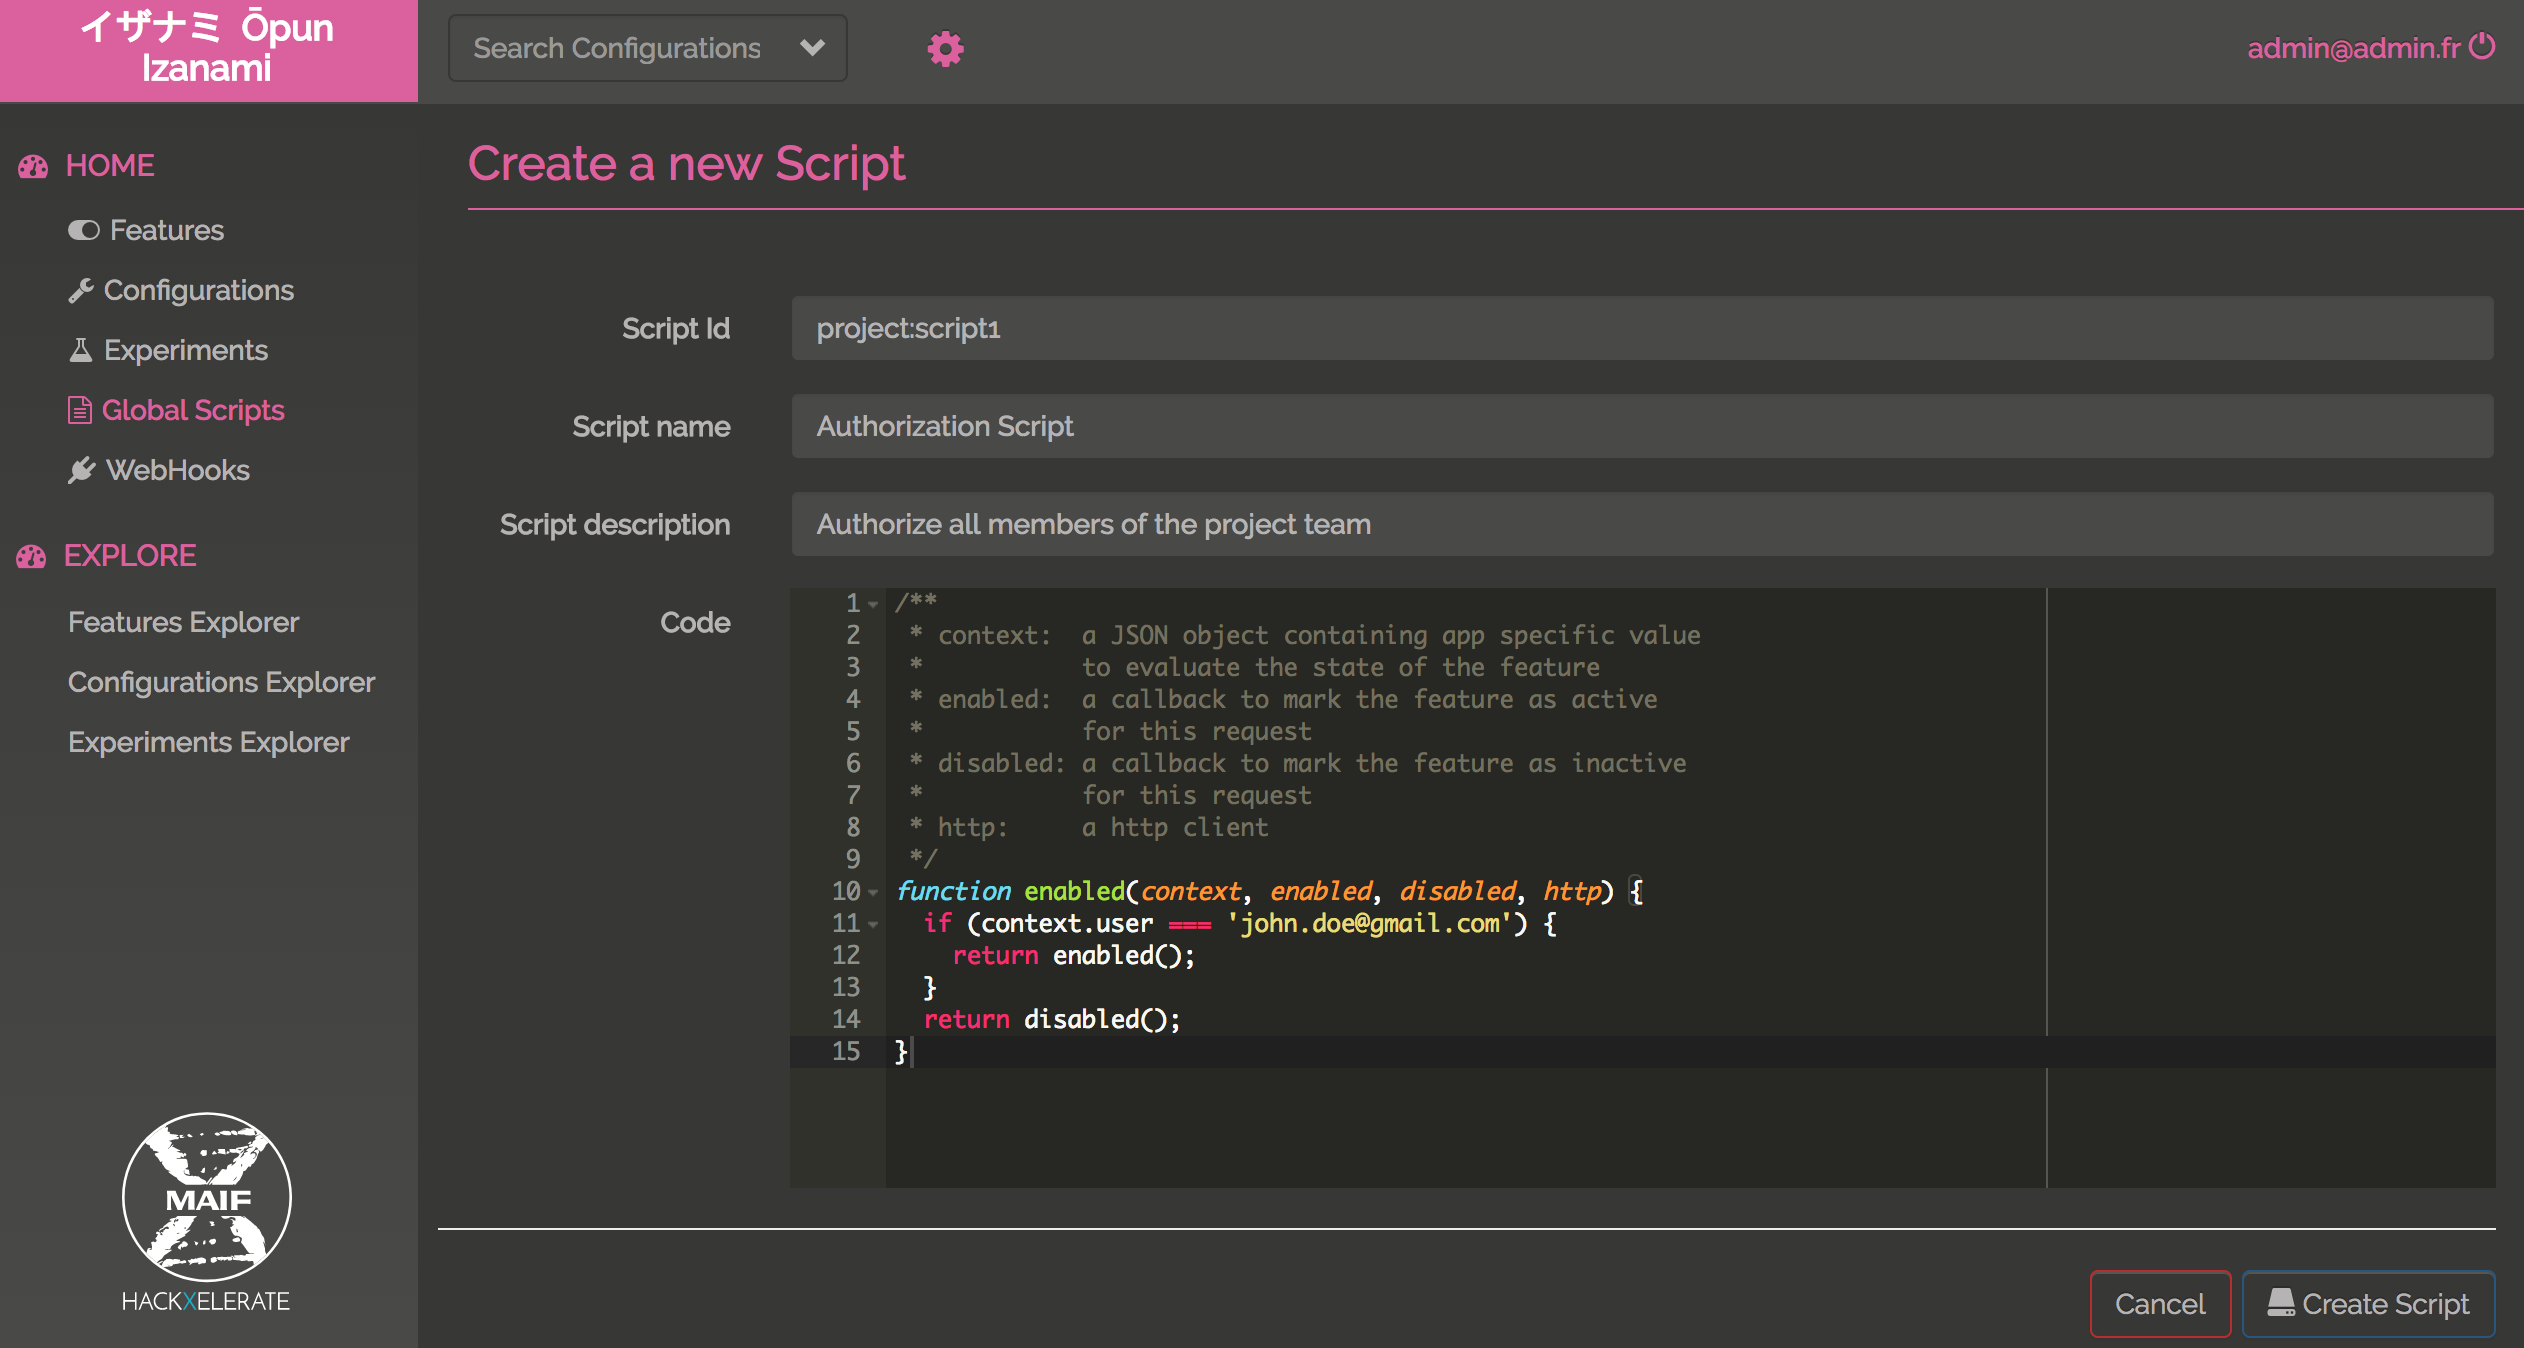 イザナミ Ōpun
Izanami
Search Configurations
admin@admin.fr
HOME
Features
Configurations
Experiments
Global Scripts
WebHooks
EXPLORE
Features Explorer
Configurations Explorer
Experiments Explorer
MAIF
HACKXELERATE
Create a new Script
Script Id
project:script1
Script name
Authorization Script
Script description
Authorize all members of the project team
Code
1 /**
2  * context:  a JSON object containing app specific value
3  *           to evaluate the state of the feature
4  * enabled:  a callback to mark the feature as active
5  *           for this request
6  * disabled: a callback to mark the feature as inactive
7  *           for this request
8  * http:     a http client
9  */
10 function enabled(context, enabled, disabled, http) {
11   if (context.user === 'john.doe@gmail.com') {
12     return enabled();
13   }
14   return disabled();
15 }
Cancel
Create Script